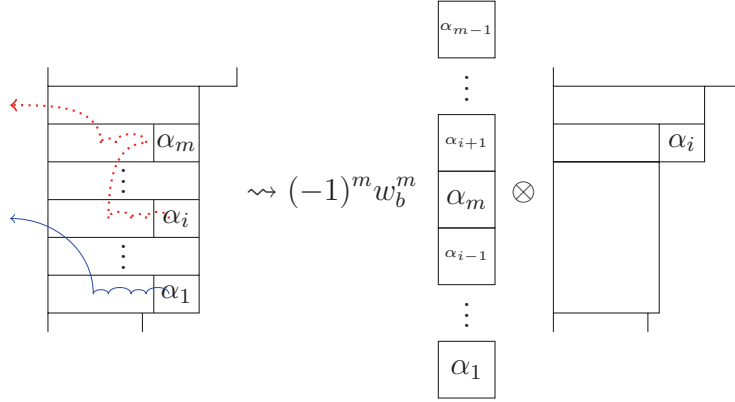 α_{m−1}
⋮
α_m
⋮
α_i
⋮
α_1
⇝ (−1)^m w_b^m
α_{i+1}
α_m
α_{i−1}
⋮
α_1
⊗
α_i